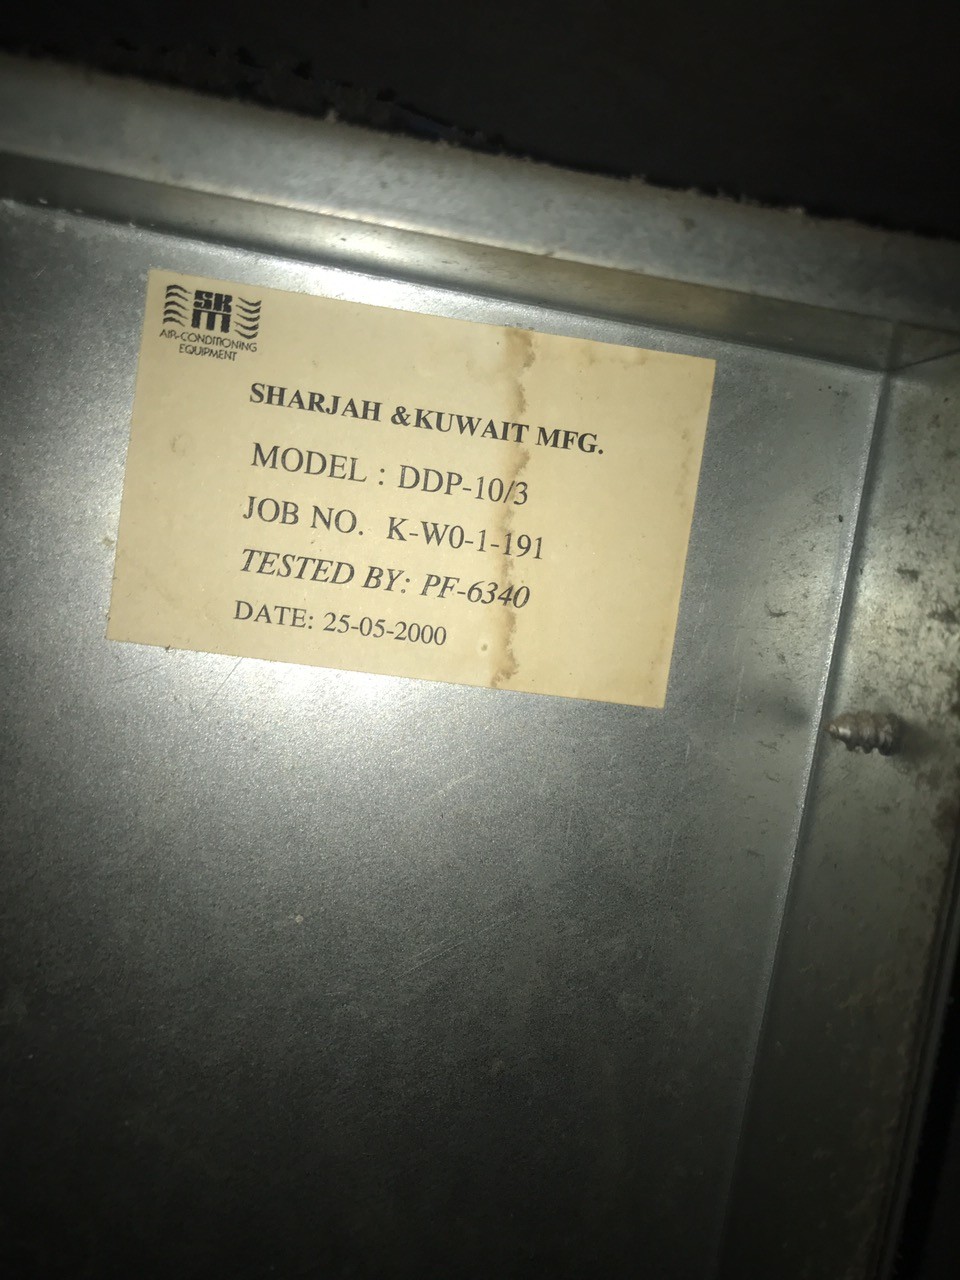 SKM
AIR-CONDITIONING
EQUIPMENT
SHARJAH &KUWAIT MFG.
MODEL : DDP-10/3
JOB NO. K-W0-1-191
TESTED BY: PF-6340
DATE: 25-05-2000